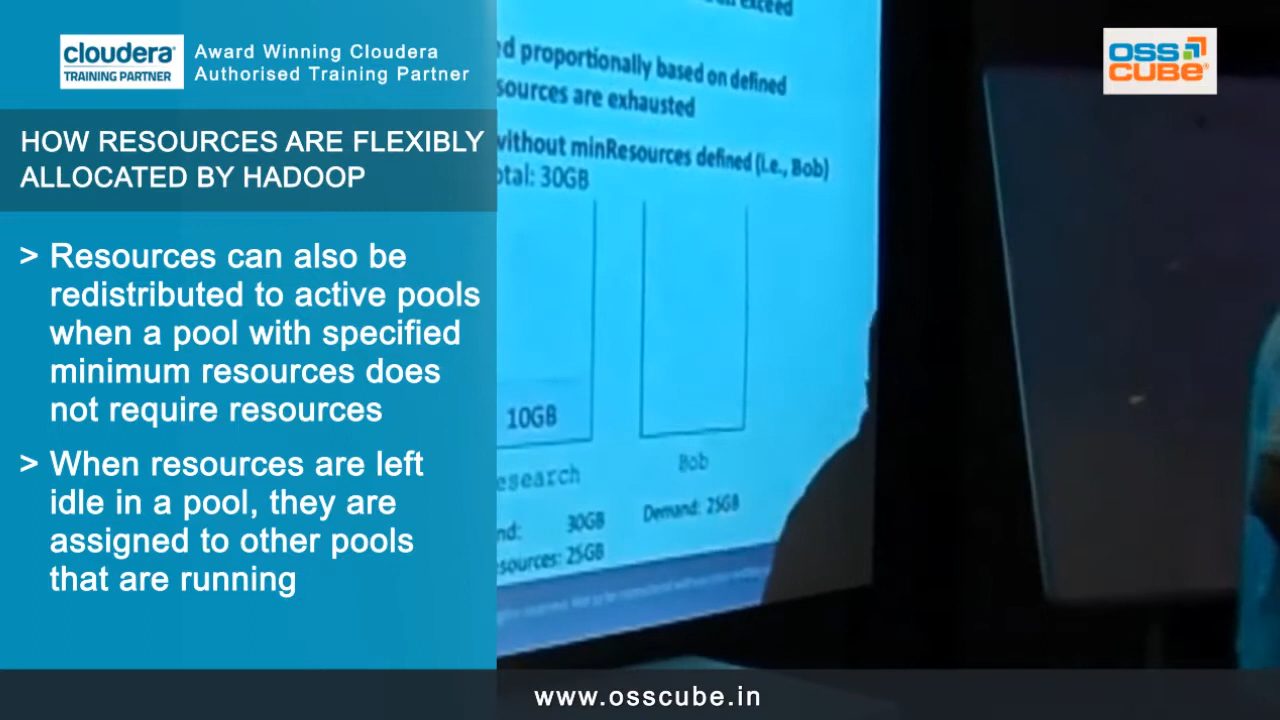 cloudera
TRAINING PARTNER
Award Winning Cloudera
Authorised Training Partner
OSS
CUBE
HOW RESOURCES ARE FLEXIBLY
ALLOCATED BY HADOOP
> Resources can also be
redistributed to active pools
when a pool with specified
minimum resources does
not require resources
> When resources are left
idle in a pool, they are
assigned to other pools
that are running
exceed
d proportionally based on defined
sources are exhausted
without minResources defined (i.e., Bob)
otal: 30GB
10GB
esearch
Bob
nd: 30GB
Demand: 25GB
sources: 25GB
www.osscube.in